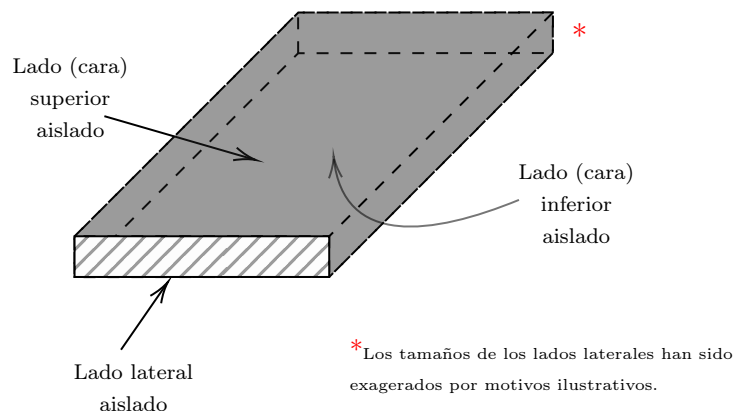 *
Lado (cara)
superior
aislado
Lado (cara)
inferior
aislado
Lado lateral
aislado
*Los tamaños de los lados laterales han sido
exagerados por motivos ilustrativos.